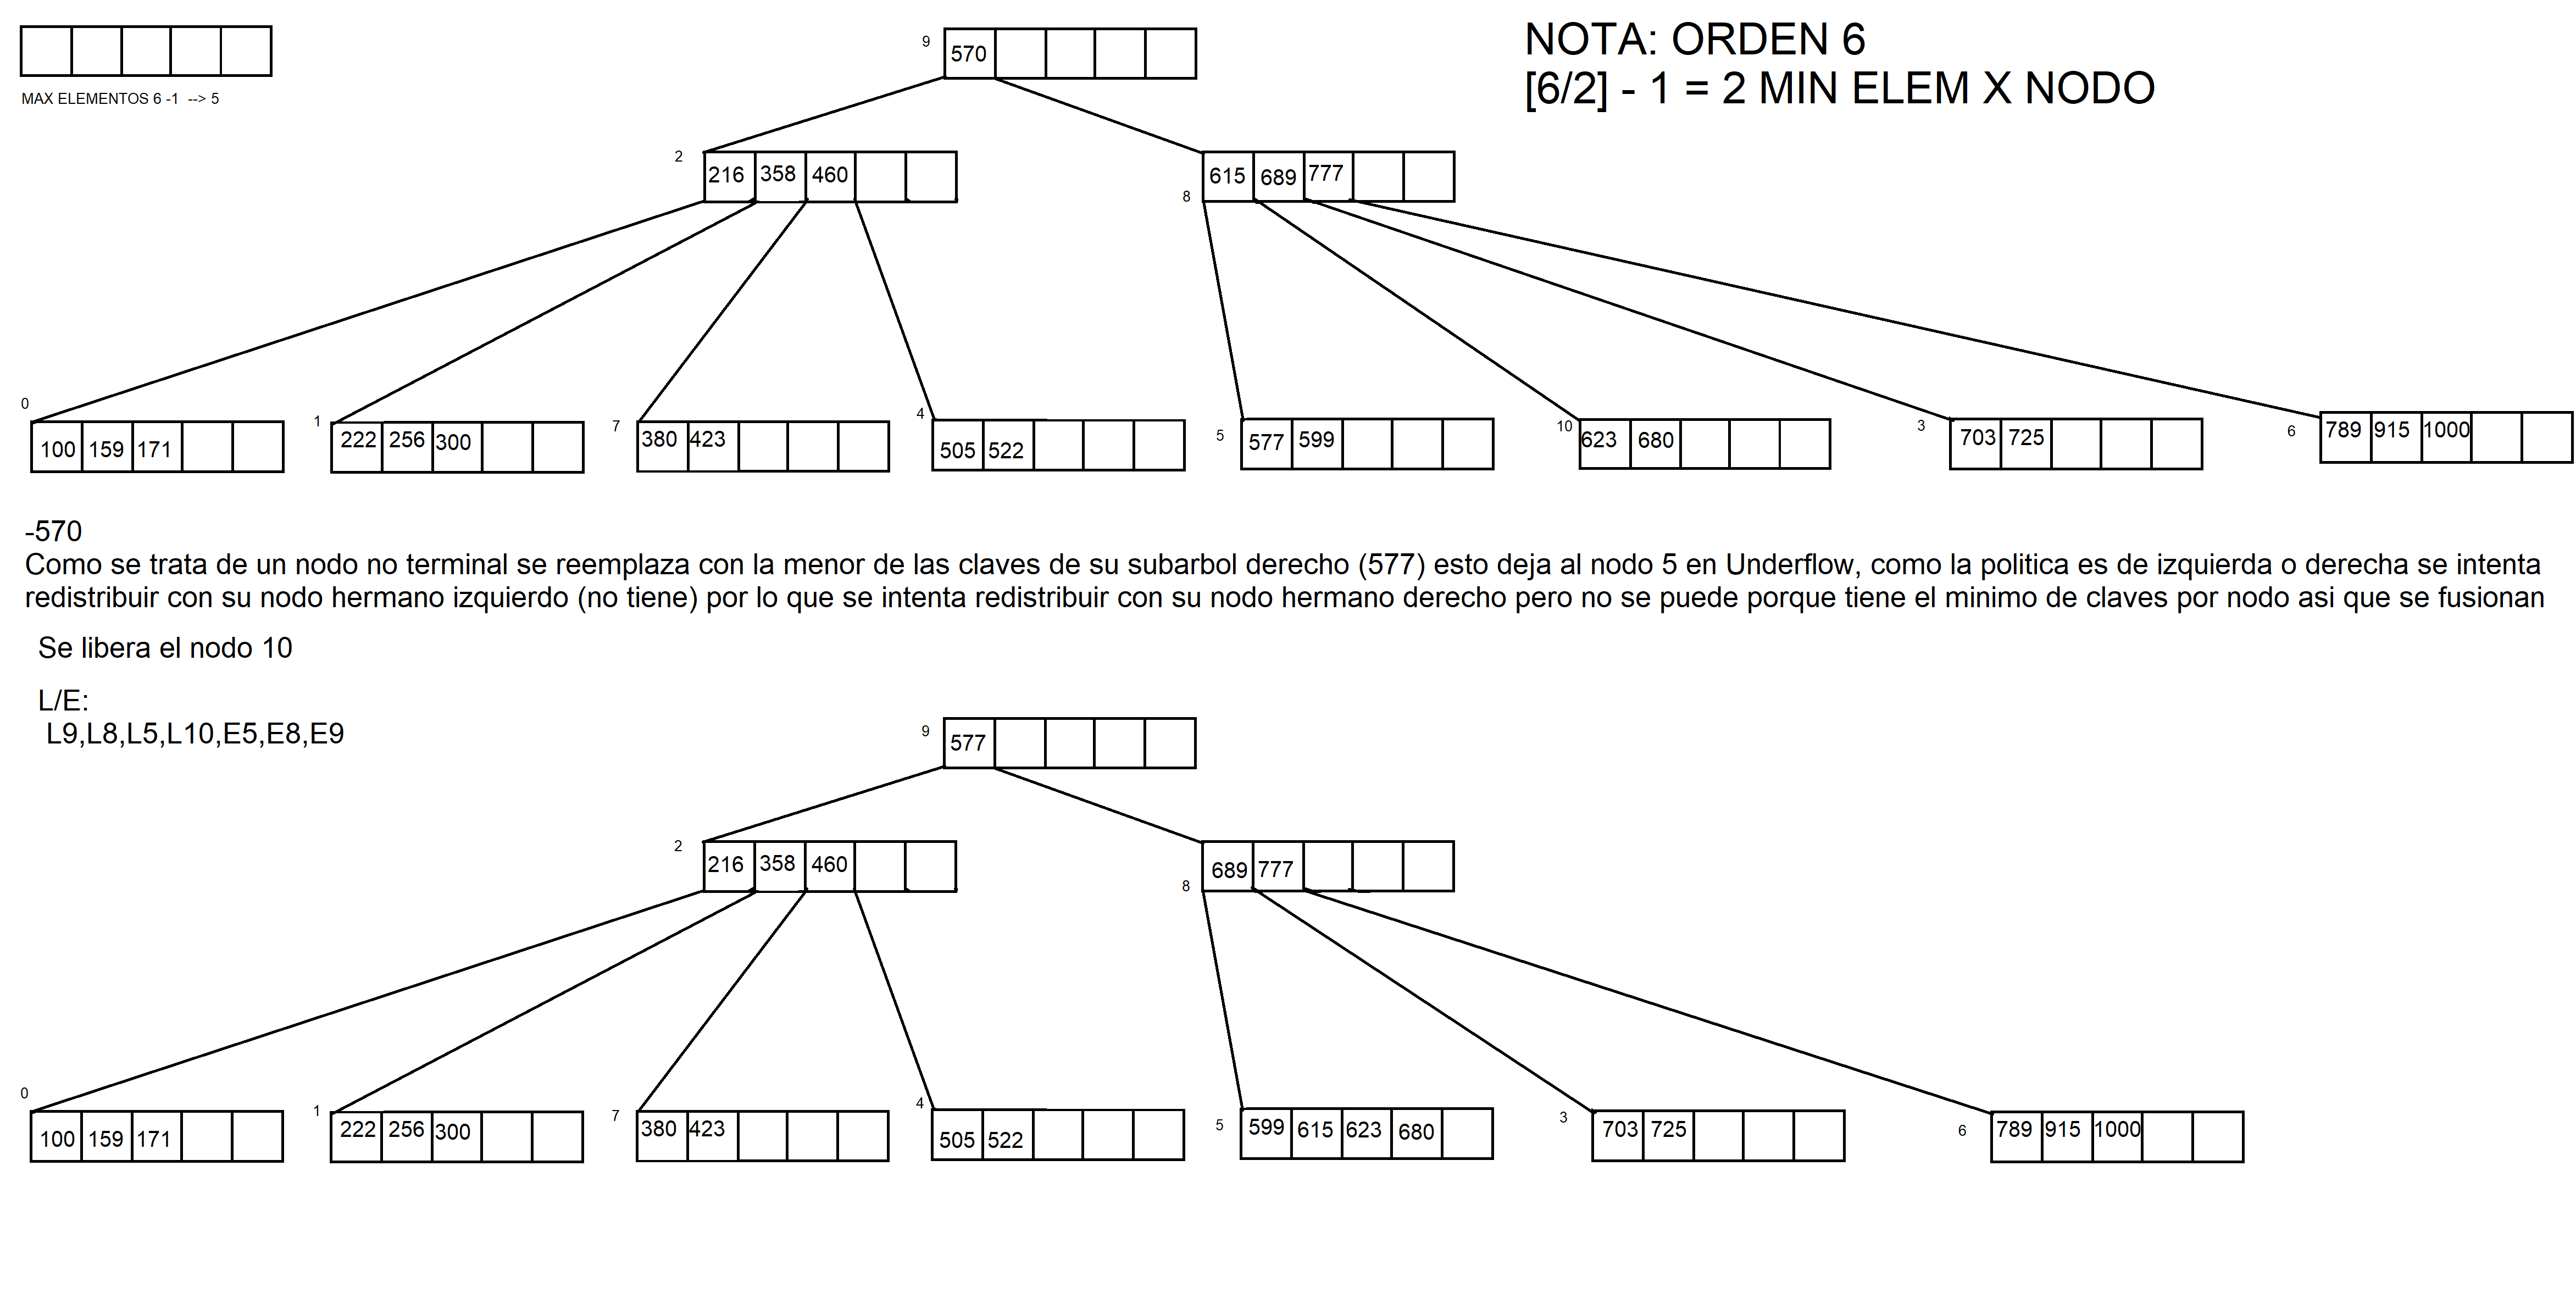 NOTA: ORDEN 6
[6/2] - 1 = 2 MIN ELEM X NODO
MAX ELEMENTOS 6 -1 --> 5
9
570
2
216 358 460
8
615 689 777
0
100 159 171
1
222 256 300
7
380 423
4
505 522
5
577 599
10
623 680
3
703 725
6
789 915 1000
-570
Como se trata de un nodo no terminal se reemplaza con la menor de las claves de su subarbol derecho (577) esto deja al nodo 5 en Underflow, como la politica es de izquierda o derecha se intenta
redistribuir con su nodo hermano izquierdo (no tiene) por lo que se intenta redistribuir con su nodo hermano derecho pero no se puede porque tiene el minimo de claves por nodo asi que se fusionan
Se libera el nodo 10
L/E:
L9,L8,L5,L10,E5,E8,E9
9
577
2
216 358 460
8
689 777
0
100 159 171
1
222 256 300
7
380 423
4
505 522
5
599 615 623 680
3
703 725
6
789 915 1000